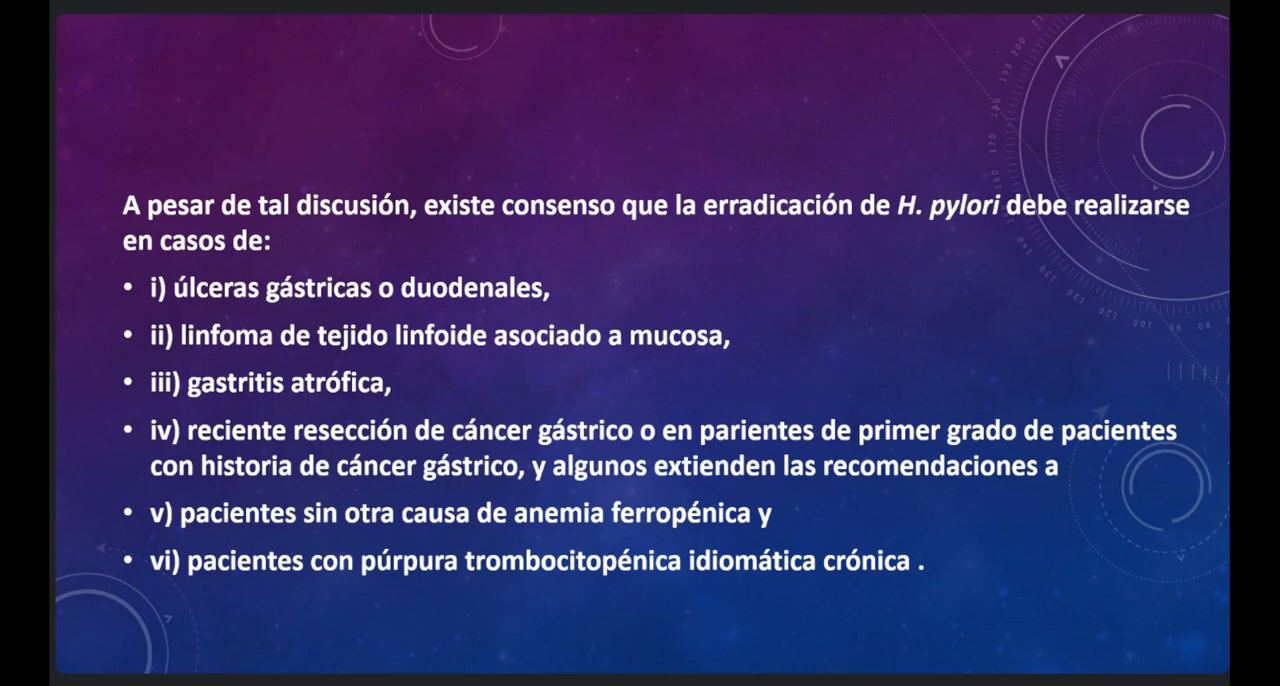 A pesar de tal discusión, existe consenso que la erradicación de H. pylori debe realizarse
en casos de:
• i) úlceras gástricas o duodenales,
• ii) linfoma de tejido linfoide asociado a mucosa,
• iii) gastritis atrófica,
• iv) reciente resección de cáncer gástrico o en parientes de primer grado de pacientes
con historia de cáncer gástrico, y algunos extienden las recomendaciones a
• v) pacientes sin otra causa de anemia ferropénica y
• vi) pacientes con púrpura trombocitopénica idiomática crónica .